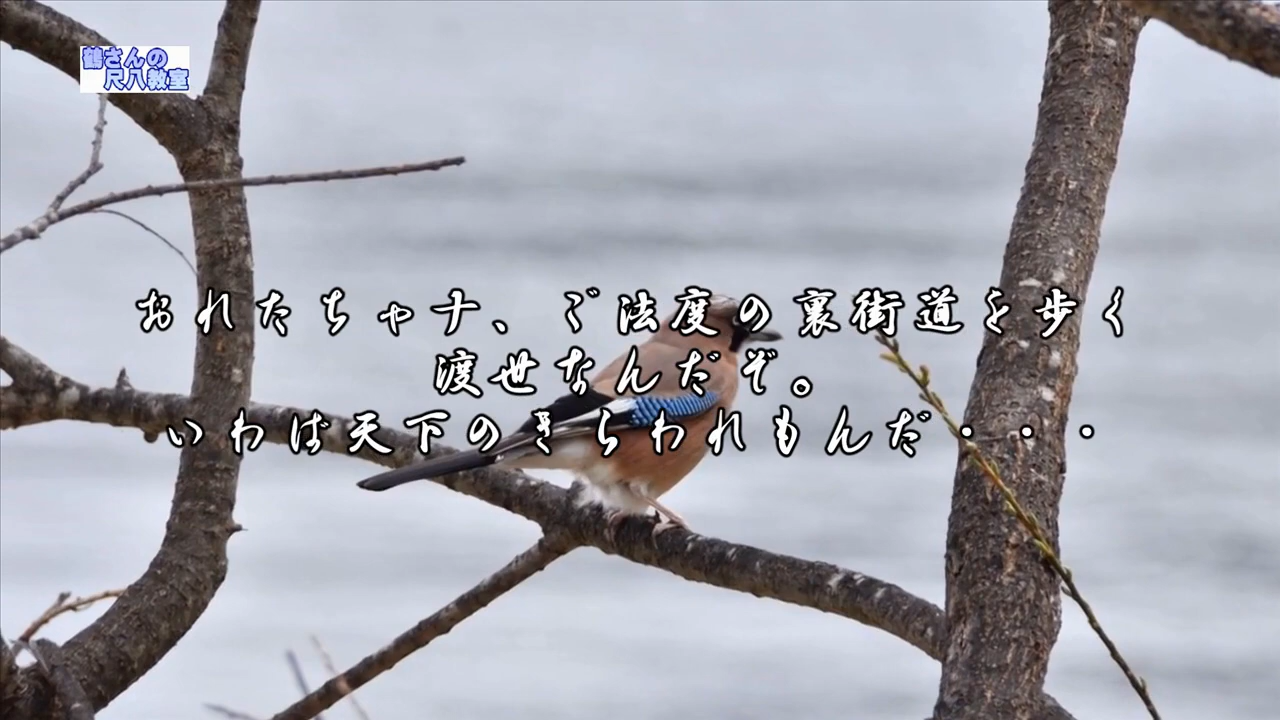 鶴さんの
尺八教室
おれたちゃナ、ご法度の裏街道を歩く
渡世なんだぞ。
いわば天下のきらわれもんだ・・・